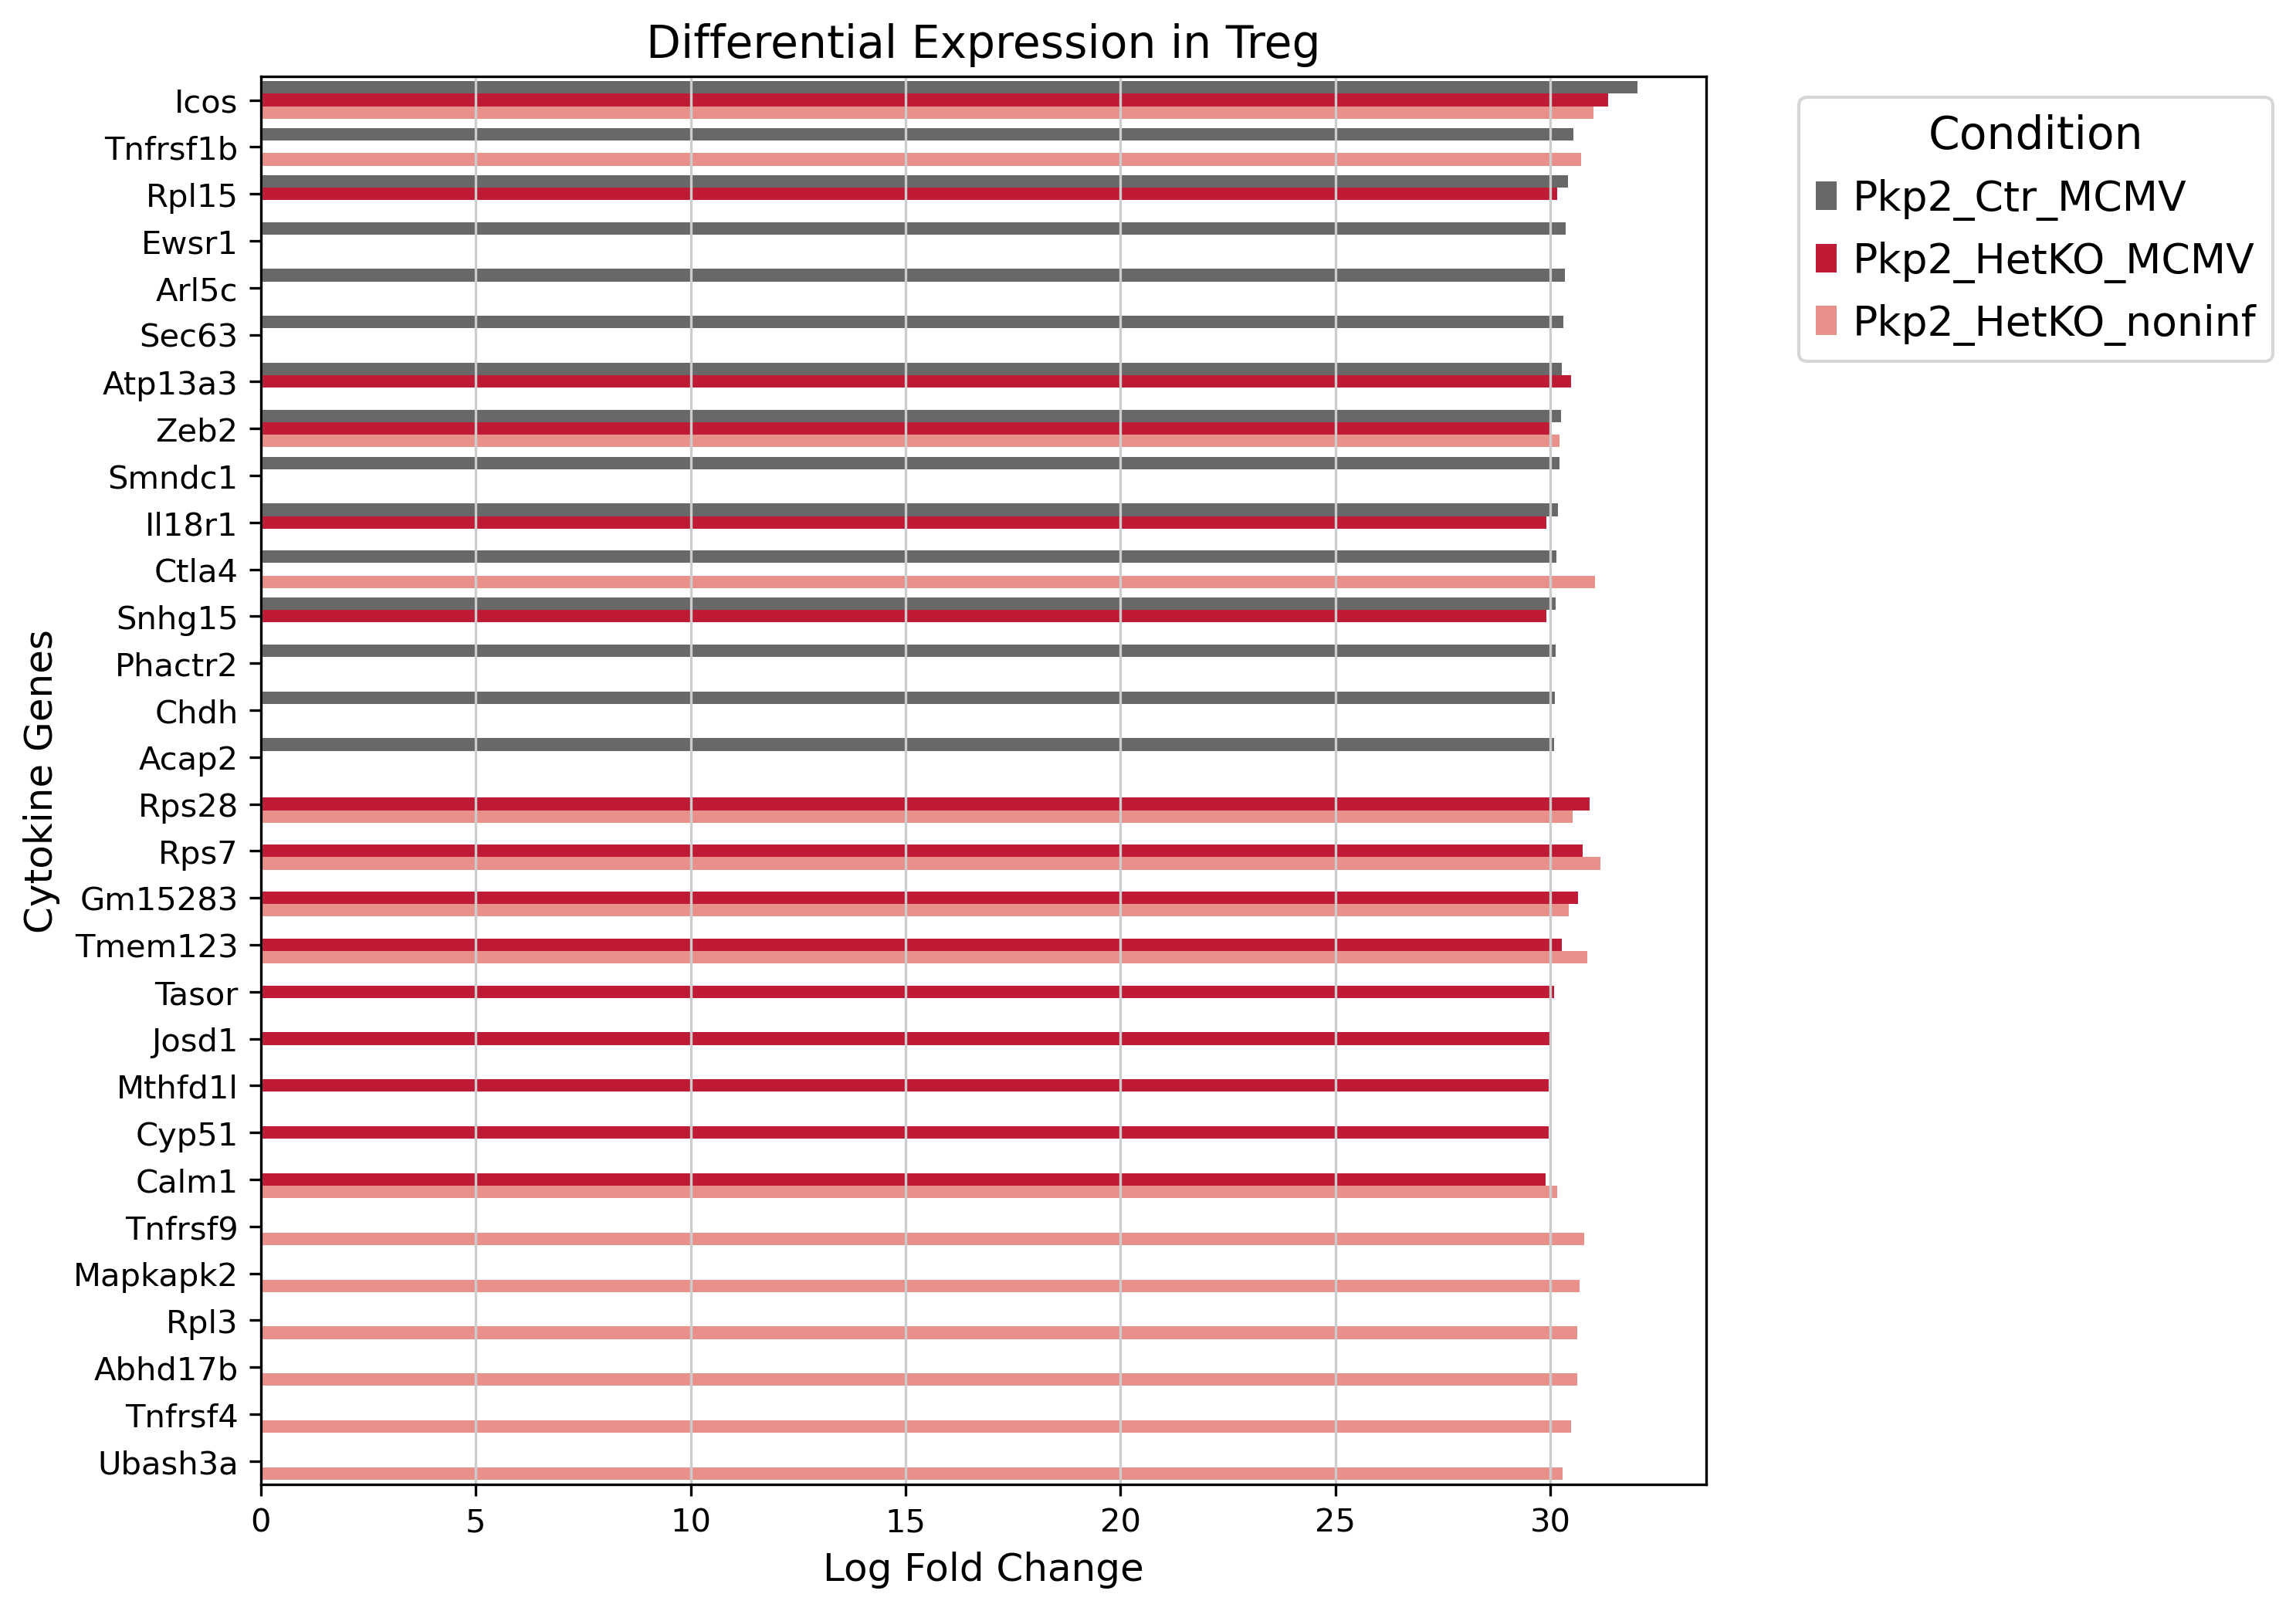 Differential Expression in Treg
Icos
Tnfrsf1b
Rpl15
Ewsr1
Arl5c
Sec63
Atp13a3
Zeb2
Smndc1
Il18r1
Ctla4
Snhg15
Phactr2
Chdh
Acap2
Rps28
Rps7
Gm15283
Tmem123
Tasor
Josd1
Mthfd1l
Cyp51
Calm1
Tnfrsf9
Mapkapk2
Rpl3
Abhd17b
Tnfrsf4
Ubash3a
Cytokine Genes
0 5 10 15 20 25 30
Log Fold Change
Condition
Pkp2_Ctr_MCMV
Pkp2_HetKO_MCMV
Pkp2_HetKO_noninf